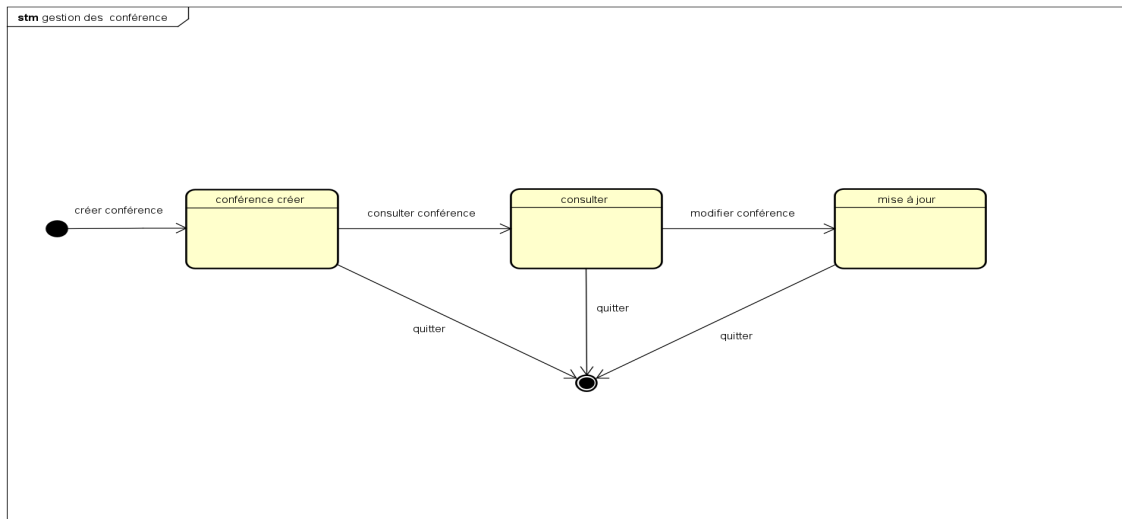 stm gestion des  conférence
conférence créer
consulter
mise à jour
créer conférence
consulter conférence
modifier conférence
quitter
quitter
quitter